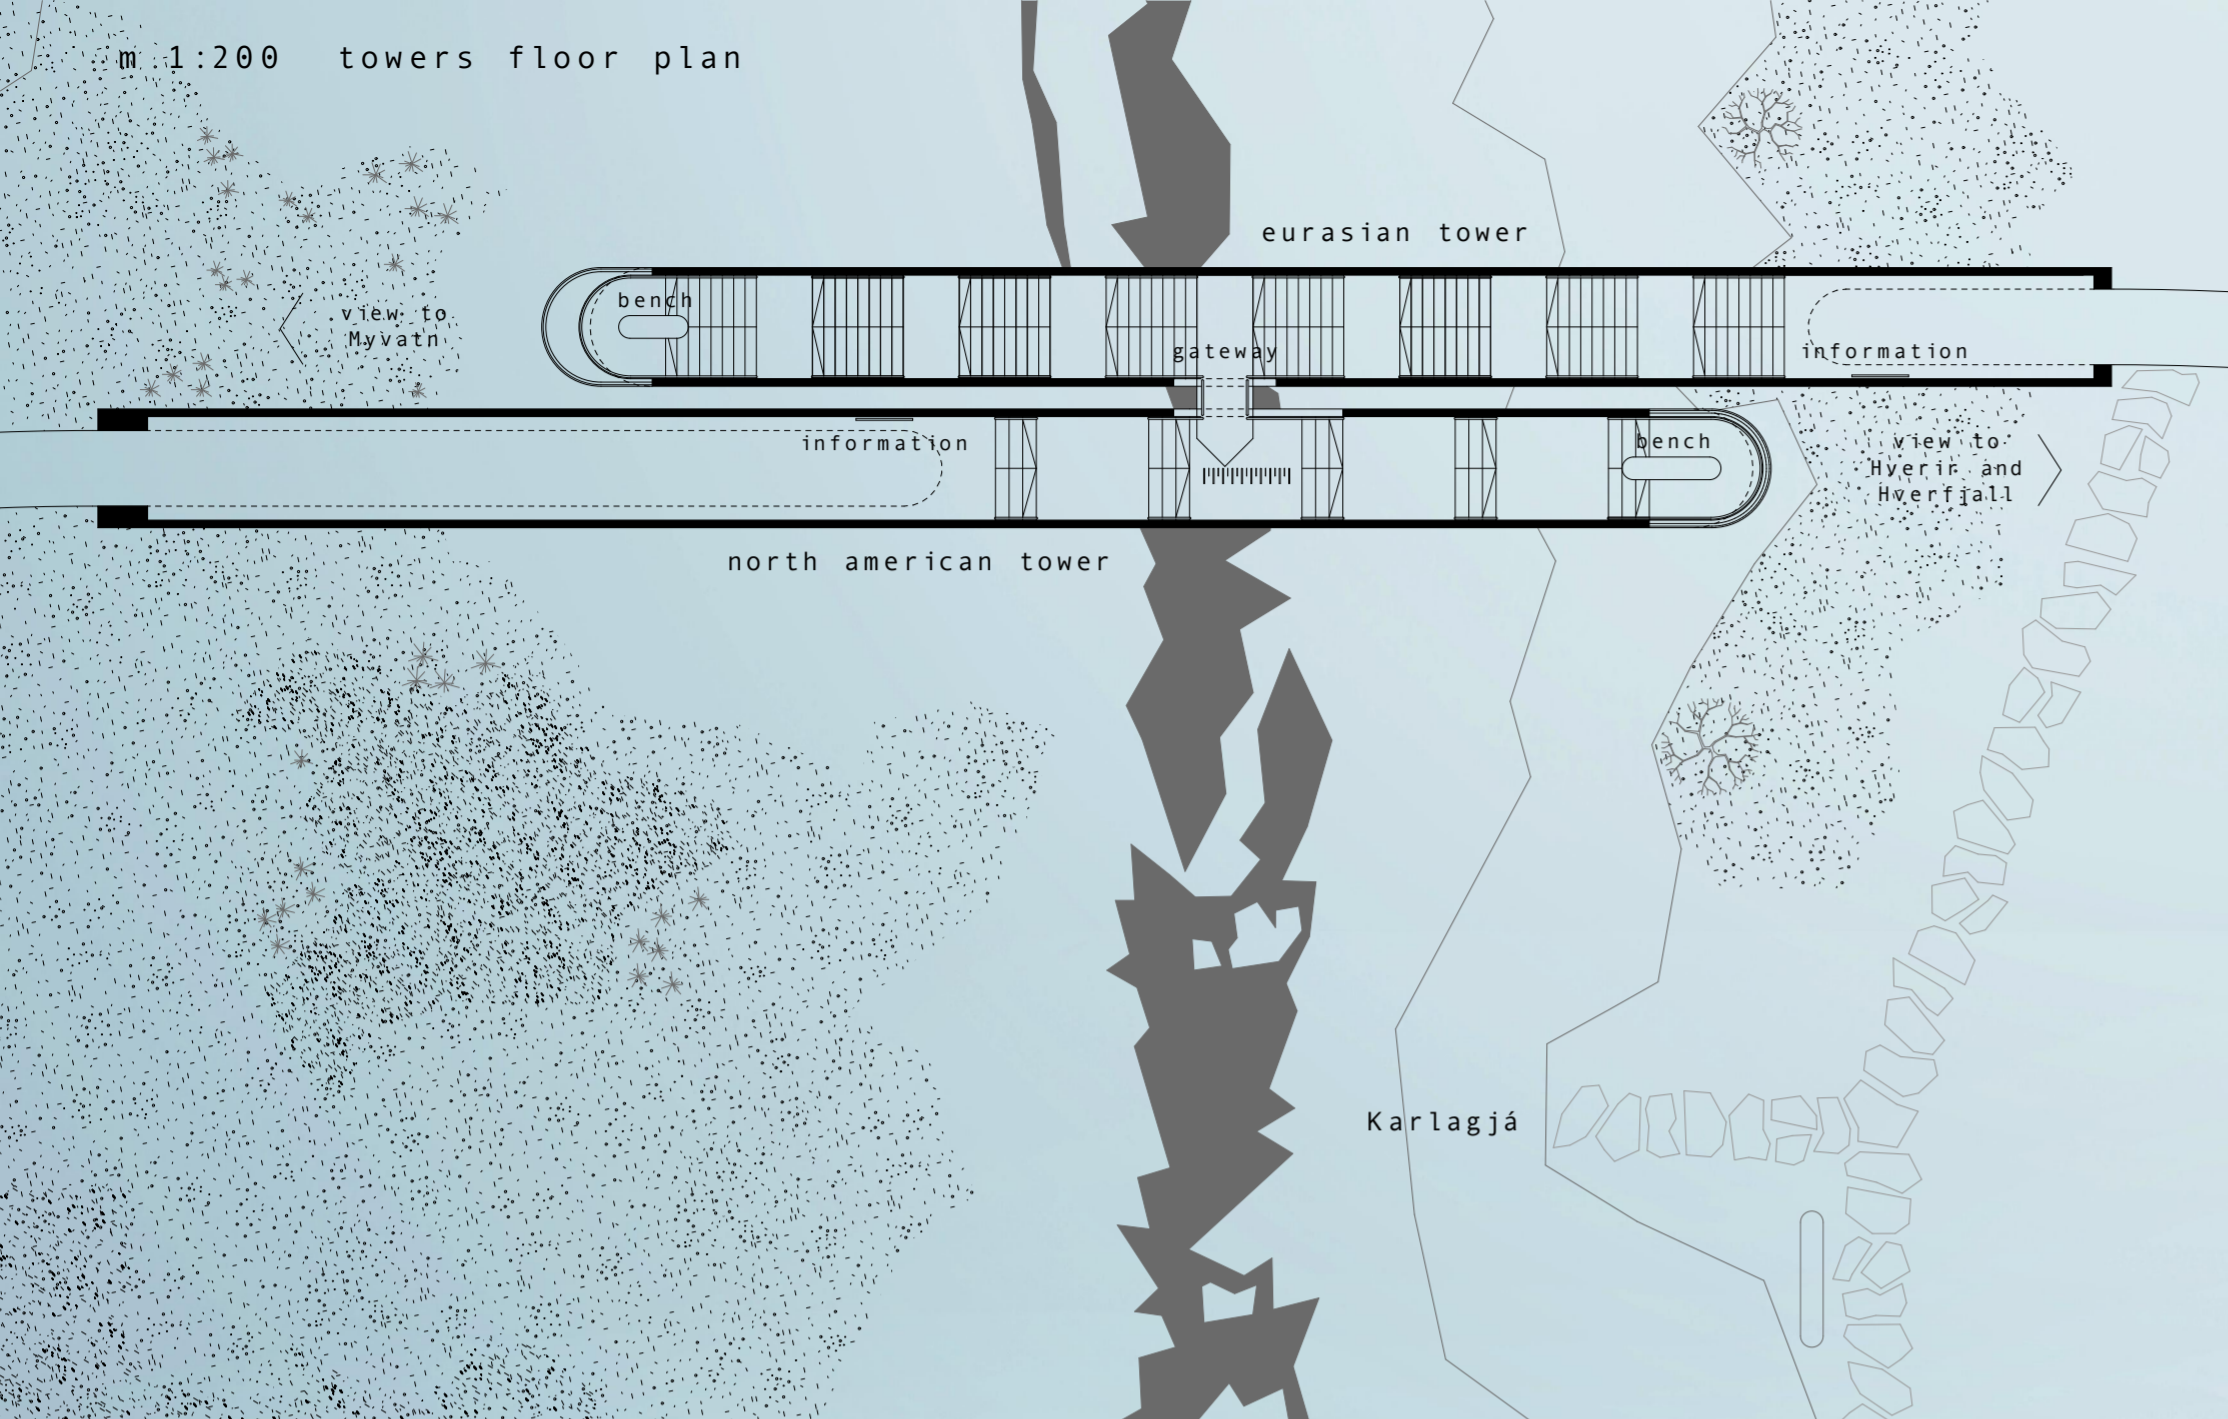 m 1:200 towers floor plan
eurasian tower
bench
view to
Myvatn
gateway
information
information
bench
view to
Hverir and
Hverfjall
north american tower
Karlagjá